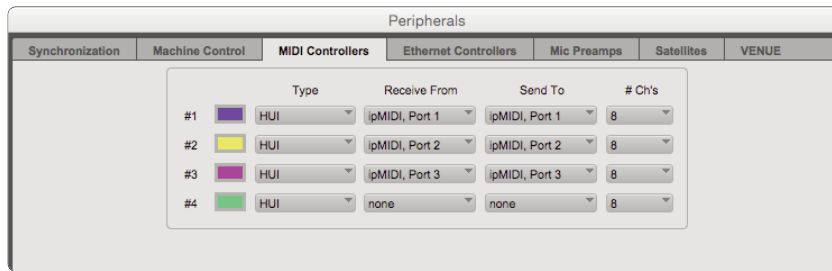 Peripherals
Synchronization Machine Control MIDI Controllers Ethernet Controllers Mic Preamps Satellites VENUE
Type Receive From Send To # Ch's
#1 HUI ipMIDI, Port 1 ipMIDI, Port 1 8
#2 HUI ipMIDI, Port 2 ipMIDI, Port 2 8
#3 HUI ipMIDI, Port 3 ipMIDI, Port 3 8
#4 HUI none none 8